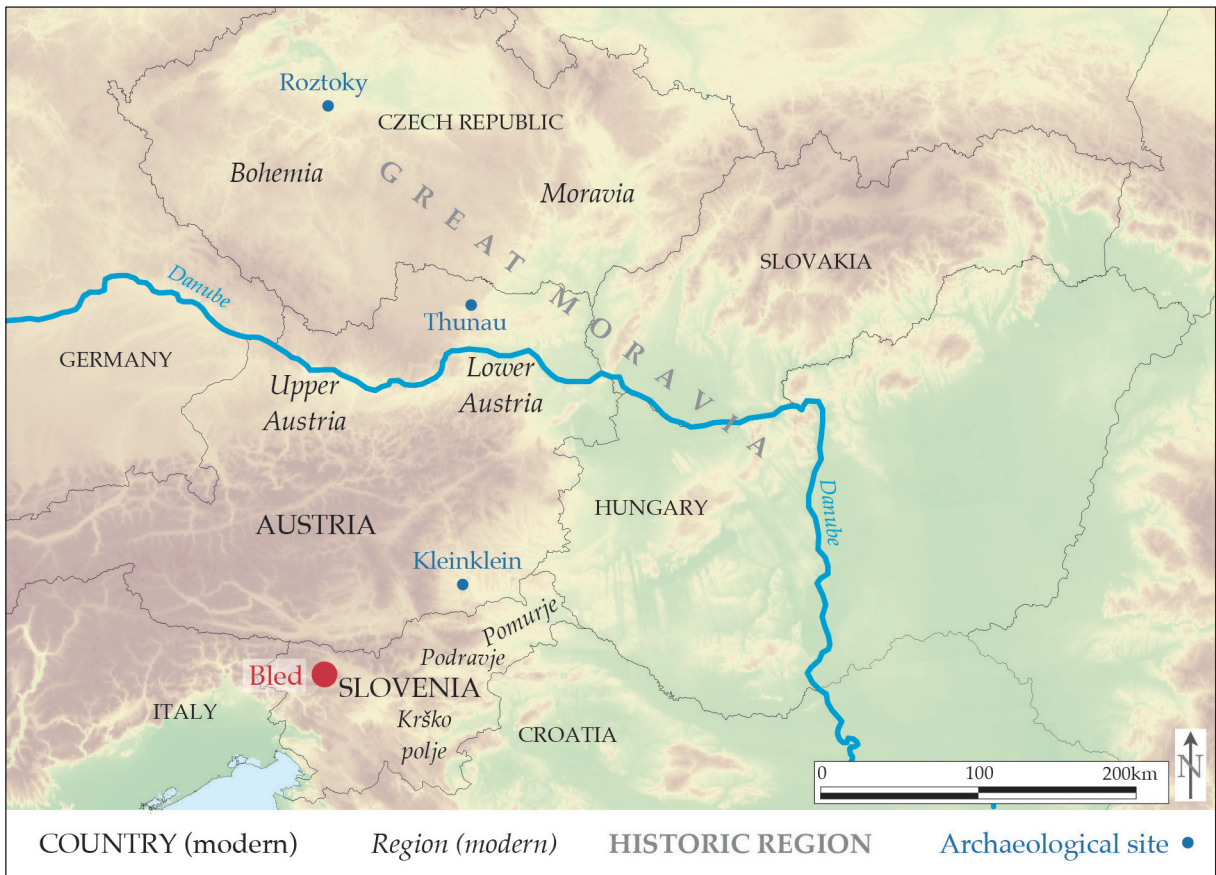 Roztoky
CZECH REPUBLIC
Bohemia
Moravia
GREAT MORAVIA
SLOVAKIA
Danube
Thunau
GERMANY
Upper
Austria
Lower
Austria
HUNGARY
Danube
AUSTRIA
Kleinklein
Pomurje
Podravje
Bled
SLOVENIA
ITALY
Krško
polje
CROATIA
0 100 200km
N
COUNTRY (modern) Region (modern) HISTORIC REGION Archaeological site